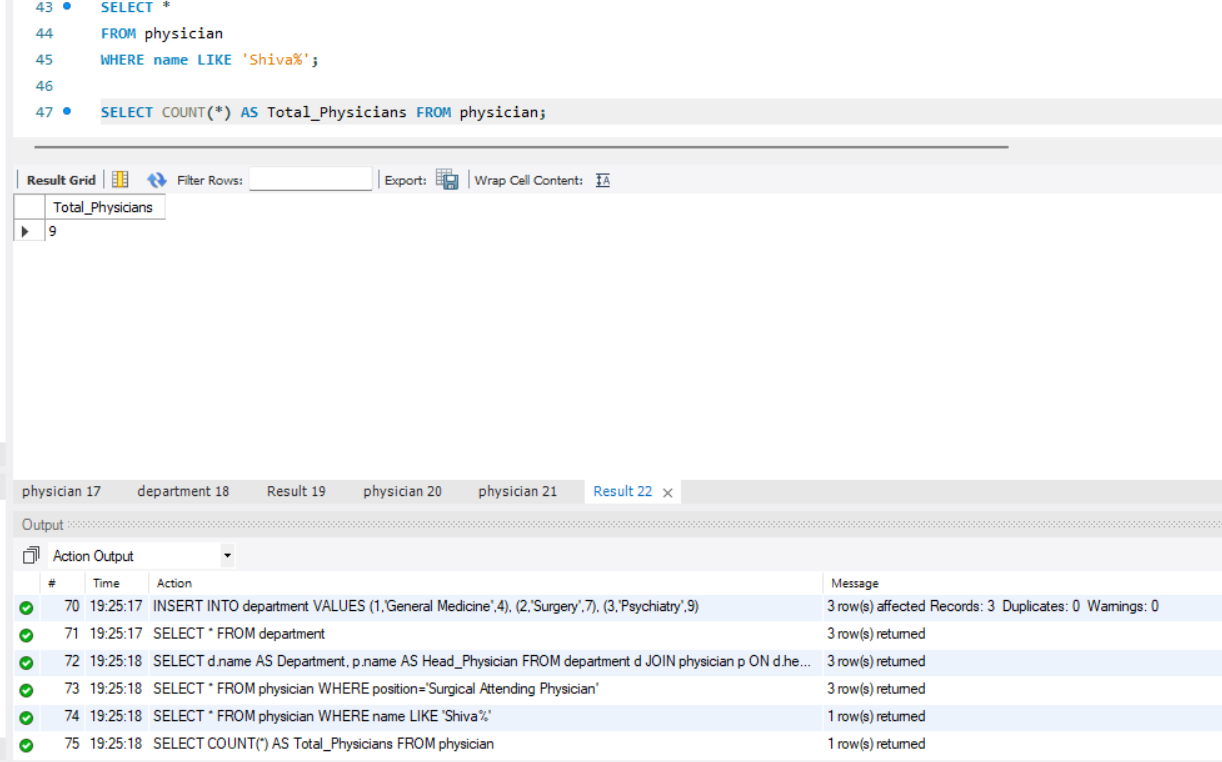 43 SELECT *
44 FROM physician
45 WHERE name LIKE 'Shiva%';
46
47 SELECT COUNT(*) AS Total_Physicians FROM physician;
Result Grid Filter Rows: Export: Wrap Cell Content: IA
Total_Physicians
9
physician 17 department 18 Result 19 physician 20 physician 21 Result 22 ×
Output
Action Output
# Time Action Message
70 19:25:17 INSERT INTO department VALUES (1,'General Medicine',4), (2,'Surgery',7), (3,'Psychiatry',9) 3 row(s) affected Records: 3 Duplicates: 0 Warnings: 0
71 19:25:17 SELECT * FROM department 3 row(s) returned
72 19:25:18 SELECT d.name AS Department, p.name AS Head_Physician FROM department d JOIN physician p ON d.he... 3 row(s) returned
73 19:25:18 SELECT * FROM physician WHERE position='Surgical Attending Physician' 3 row(s) returned
74 19:25:18 SELECT * FROM physician WHERE name LIKE 'Shiva%' 1 row(s) returned
75 19:25:18 SELECT COUNT(*) AS Total_Physicians FROM physician 1 row(s) returned